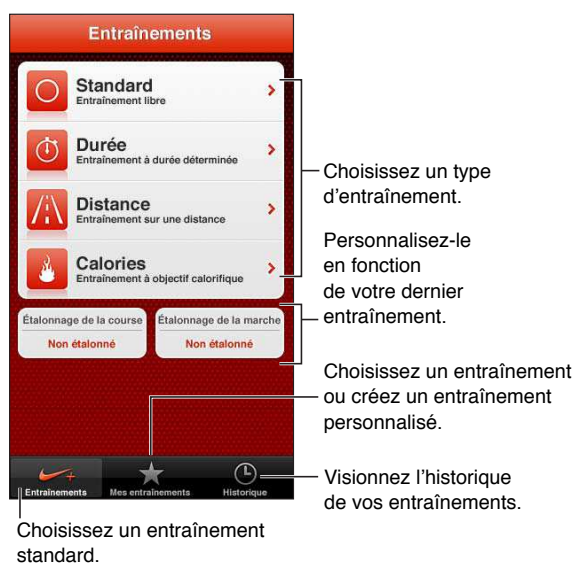 Entraînements
Standard
Entraînement libre
Durée
Entraînement à durée déterminée
Distance
Entraînement sur une distance
Calories
Entraînement à objectif calorifique
Étalonnage de la course
Non étalonné
Étalonnage de la marche
Non étalonné
Entraînements
Mes entraînements
Historique
Choisissez un type
d'entraînement.
Personnalisez-le
en fonction
de votre dernier
entraînement.
Choisissez un entraînement
ou créez un entraînement
personnalisé.
Visionnez l'historique
de vos entraînements.
Choisissez un entraînement
standard.